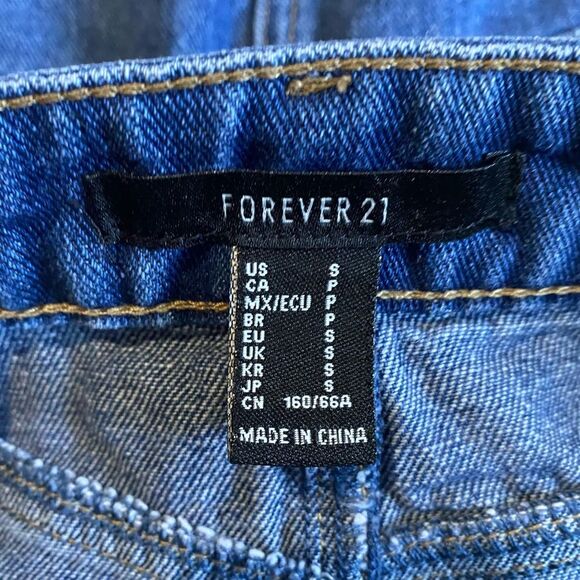 FOREVER 21
US S
CA P
MX/ECU P
BR P
EU S
UK S
KR S
JP S
CN 160/66A
MADE IN CHINA